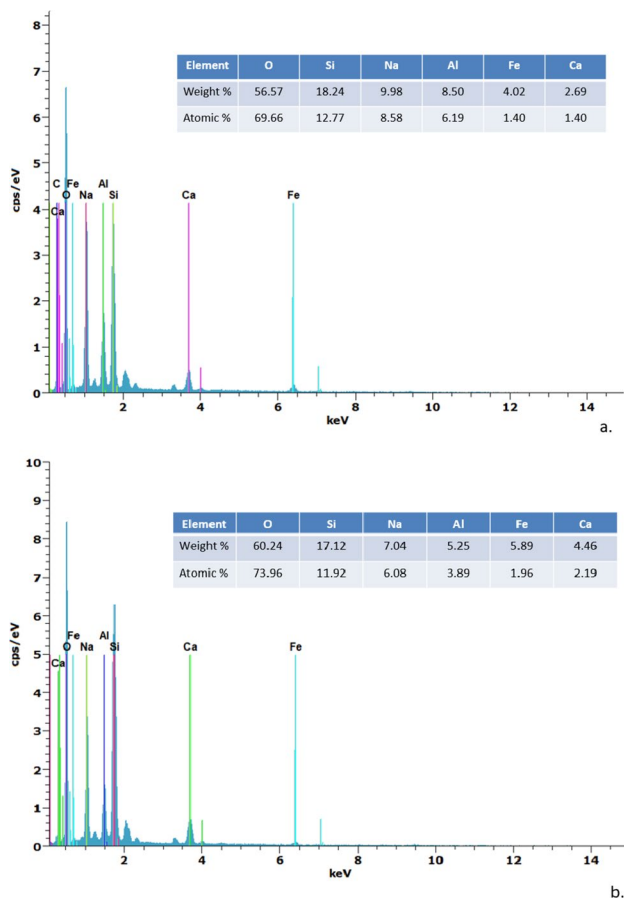 8
7
6
5
4
3
2
1
0
cps/eV
Element O Si Na Al Fe Ca
Weight % 56.57 18.24 9.98 8.50 4.02 2.69
Atomic % 69.66 12.77 8.58 6.19 1.40 1.40
C Fe Al
Ca O Na Si Ca Fe
2 4 6 8 10 12 14
keV
a.
10
9
8
7
6
5
4
3
2
1
0
cps/eV
Element O Si Na Al Fe Ca
Weight % 60.24 17.12 7.04 5.25 5.89 4.46
Atomic % 73.96 11.92 6.08 3.89 1.96 2.19
Fe Al
Ca O Na Si Ca Fe
2 4 6 8 10 12 14
keV
b.